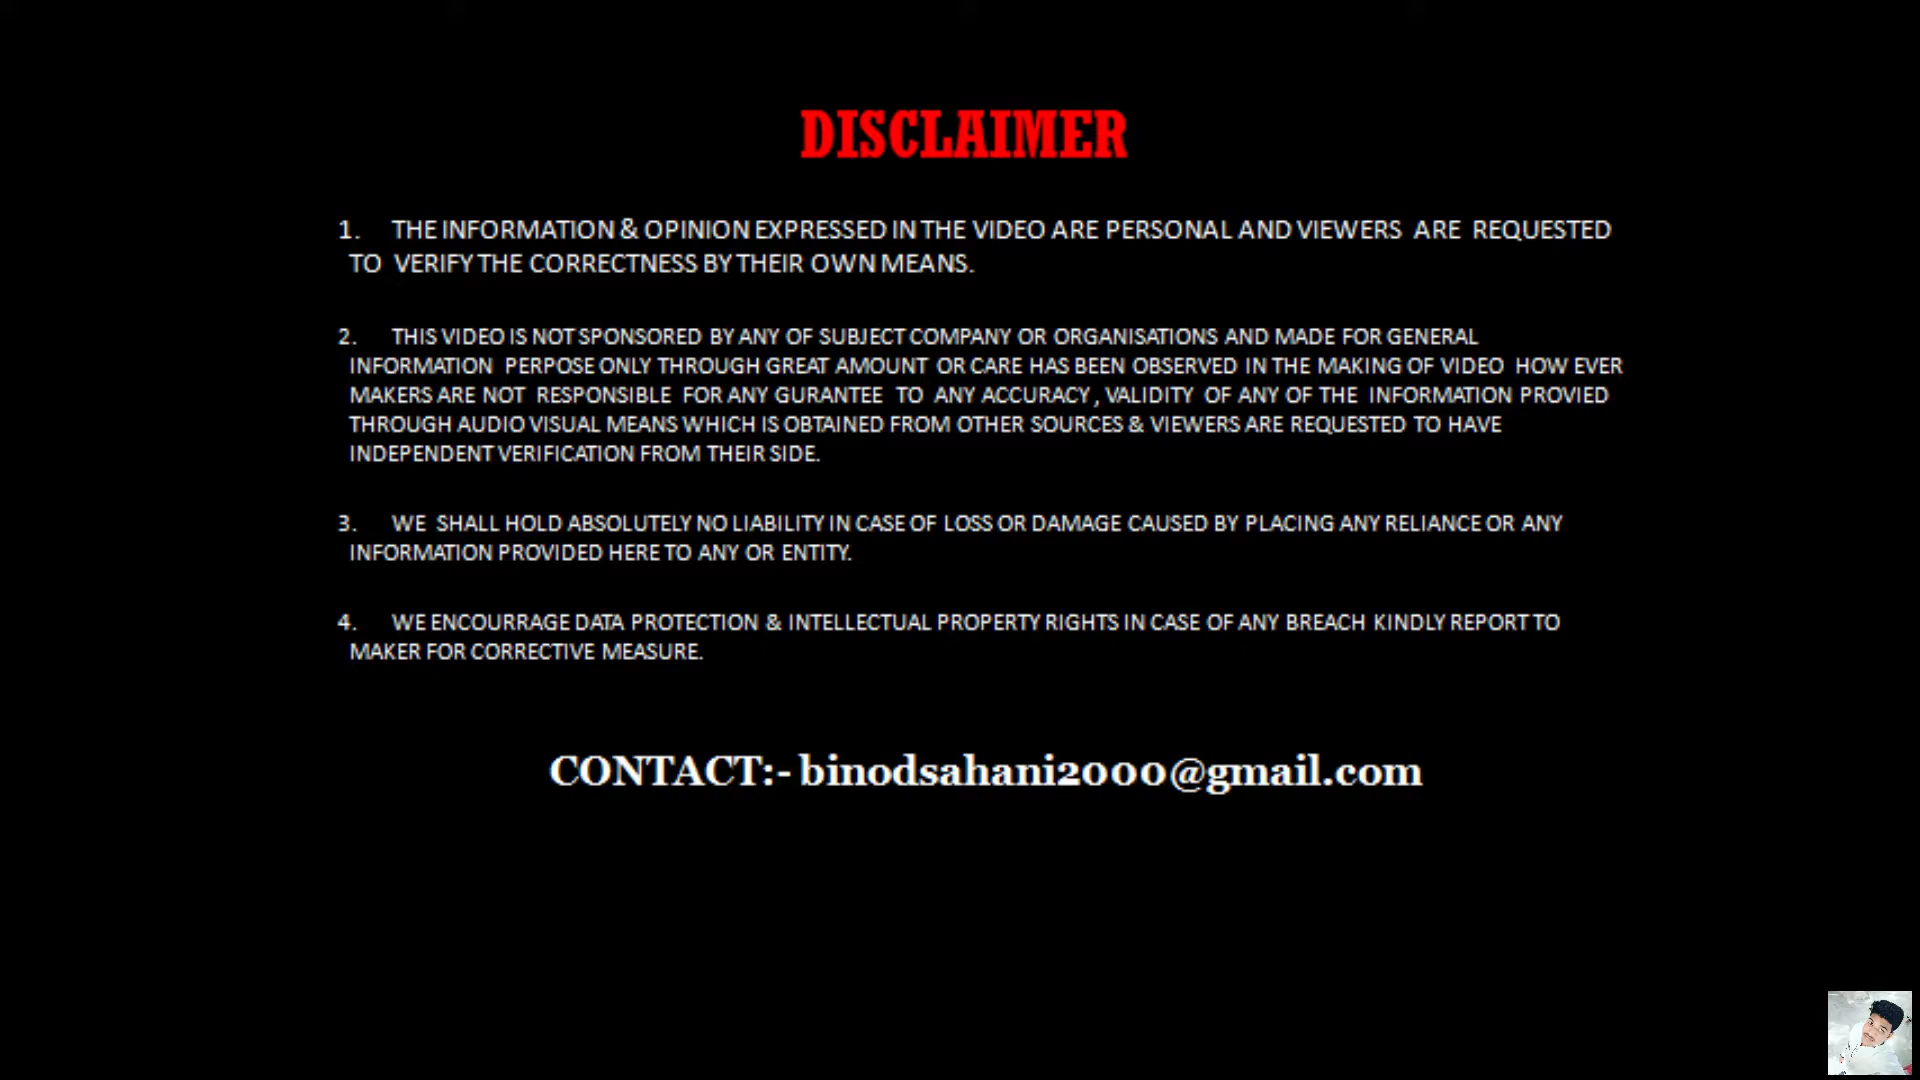 DISCLAIMER
1. THE INFORMATION & OPINION EXPRESSED IN THE VIDEO ARE PERSONAL AND VIEWERS ARE REQUESTED
TO VERIFY THE CORRECTNESS BY THEIR OWN MEANS.
2. THIS VIDEO IS NOT SPONSORED BY ANY OF SUBJECT COMPANY OR ORGANISATIONS AND MADE FOR GENERAL
INFORMATION PERPOSE ONLY THROUGH GREAT AMOUNT OR CARE HAS BEEN OBSERVED IN THE MAKING OF VIDEO HOW EVER
MAKERS ARE NOT RESPONSIBLE FOR ANY GURANTEE TO ANY ACCURACY, VALIDITY OF ANY OF THE INFORMATION PROVIED
THROUGH AUDIO VISUAL MEANS WHICH IS OBTAINED FROM OTHER SOURCES & VIEWERS ARE REQUESTED TO HAVE
INDEPENDENT VERIFICATION FROM THEIR SIDE.
3. WE SHALL HOLD ABSOLUTELY NO LIABILITY IN CASE OF LOSS OR DAMAGE CAUSED BY PLACING ANY RELIANCE OR ANY
INFORMATION PROVIDED HERE TO ANY OR ENTITY.
4. WE ENCOURRAGE DATA PROTECTION & INTELLECTUAL PROPERTY RIGHTS IN CASE OF ANY BREACH KINDLY REPORT TO
MAKER FOR CORRECTIVE MEASURE.
CONTACT:- binodsahani2000@gmail.com